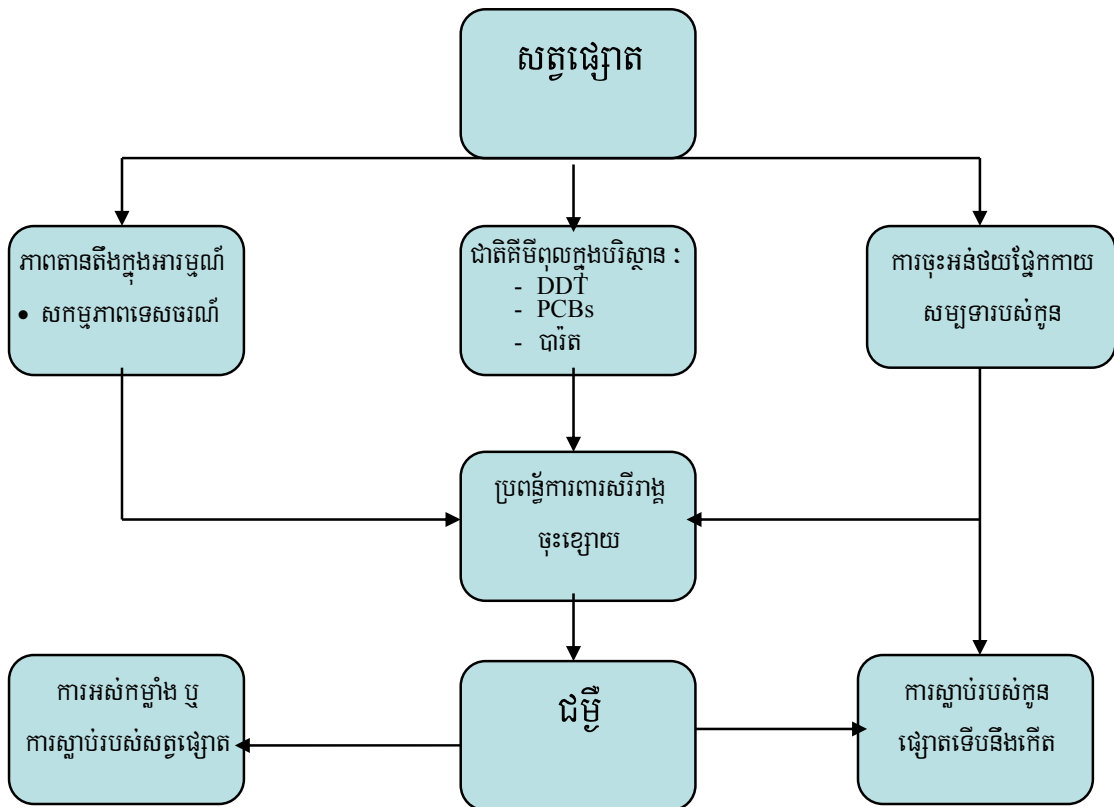 សត្វផ្សោត
ភាពតានតឹងក្នុងអារម្មណ៍
• សកម្មភាពទេសចរណ៍
ជាតិគីមីពុលក្នុងបរិស្ថាន ៖
- DDT
- PCBs
- បារ៉ត
ការចុះអន់ថយផ្នែកកាយ
សម្បទារបស់កូន
ប្រពន្ធ័ការពារសរីរាង្គ
ចុះខ្សោយ
ការអស់កម្លាំង ឬ
ការស្លាប់របស់សត្វផ្សោត
ជម្ងឺ
ការស្លាប់របស់កូន
ផ្សោតទើបនឹងកើត